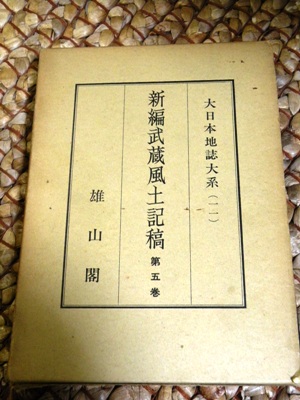 大日本地誌大系（一一）
新編武蔵風土記稿 第五巻
雄山閣